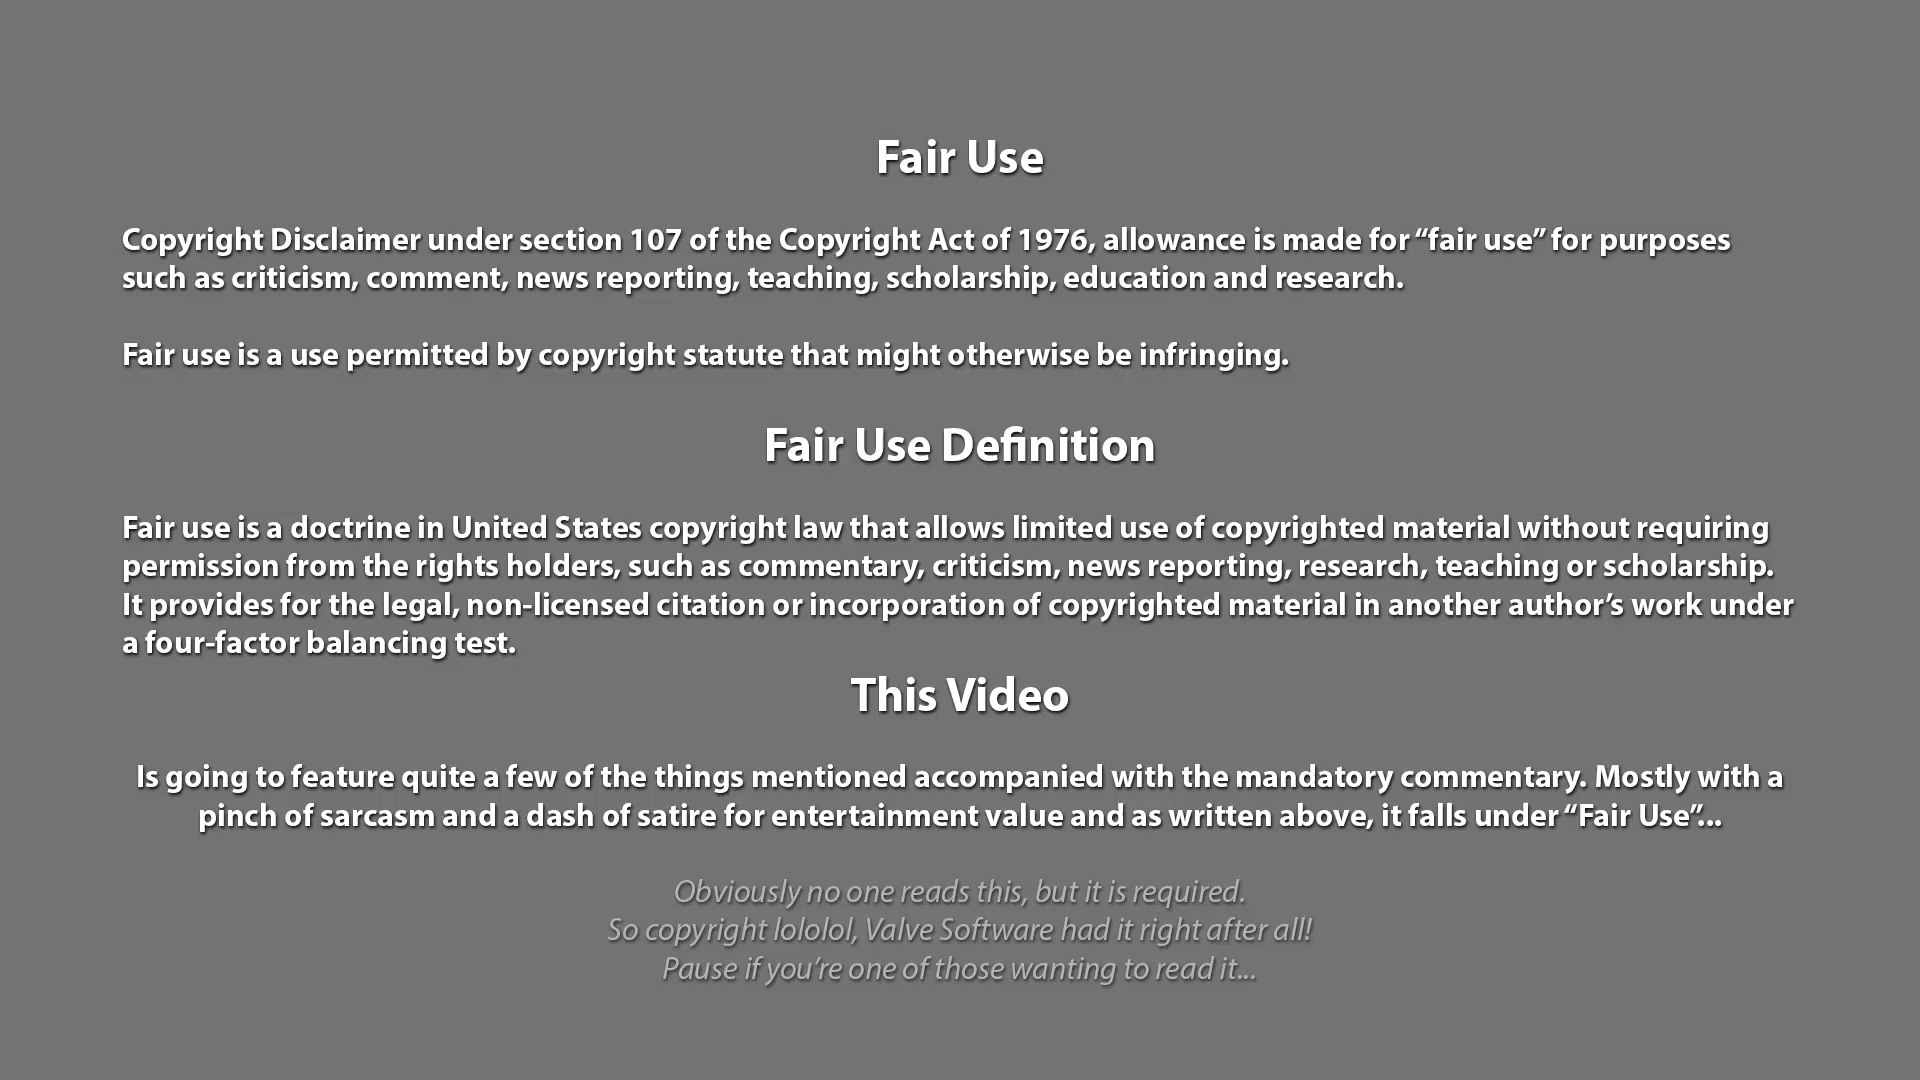 Fair Use
Copyright Disclaimer under section 107 of the Copyright Act of 1976, allowance is made for “fair use” for purposes
such as criticism, comment, news reporting, teaching, scholarship, education and research.
Fair use is a use permitted by copyright statute that might otherwise be infringing.
Fair Use Definition
Fair use is a doctrine in United States copyright law that allows limited use of copyrighted material without requiring
permission from the rights holders, such as commentary, criticism, news reporting, research, teaching or scholarship.
It provides for the legal, non-licensed citation or incorporation of copyrighted material in another author’s work under
a four-factor balancing test.
This Video
Is going to feature quite a few of the things mentioned accompanied with the mandatory commentary. Mostly with a
pinch of sarcasm and a dash of satire for entertainment value and as written above, it falls under “Fair Use”...
Obviously no one reads this, but it is required.
So copyright lololol, Valve Software had it right after all!
Pause if you’re one of those wanting to read it...